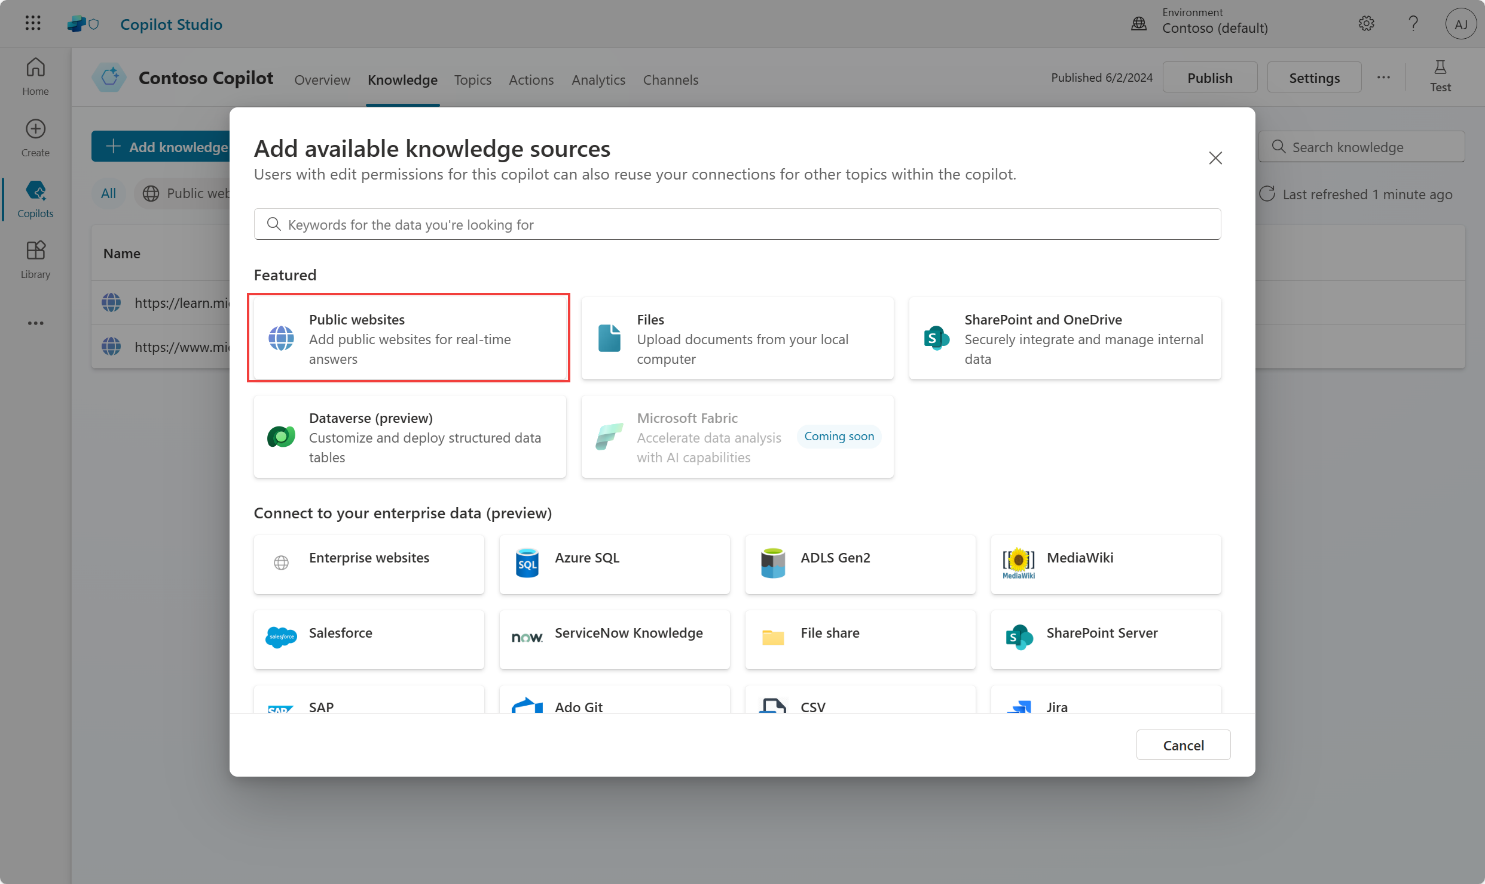 Copilot Studio
Environment
Contoso (default)
AJ
Home
Create
Copilots
Library
Contoso Copilot
Overview
Knowledge
Topics
Actions
Analytics
Channels
Published 6/2/2024
Publish
Settings
Test
Add knowledge
Search knowledge
All
Public web
Last refreshed 1 minute ago
Name
https://learn.mi
https://www.mi
Add available knowledge sources
Users with edit permissions for this copilot can also reuse your connections for other topics within the copilot.
Keywords for the data you're looking for
Featured
Public websites
Add public websites for real-time
answers
Files
Upload documents from your local
computer
SharePoint and OneDrive
Securely integrate and manage internal
data
Dataverse (preview)
Customize and deploy structured data
tables
Microsoft Fabric
Accelerate data analysis
with AI capabilities
Coming soon
Connect to your enterprise data (preview)
Enterprise websites
SQL
Azure SQL
ADLS Gen2
MediaWiki
MediaWiki
salesforce
Salesforce
now.
ServiceNow Knowledge
File share
S
SharePoint Server
SAP
SAP
Ado Git
CSV
Jira
Cancel